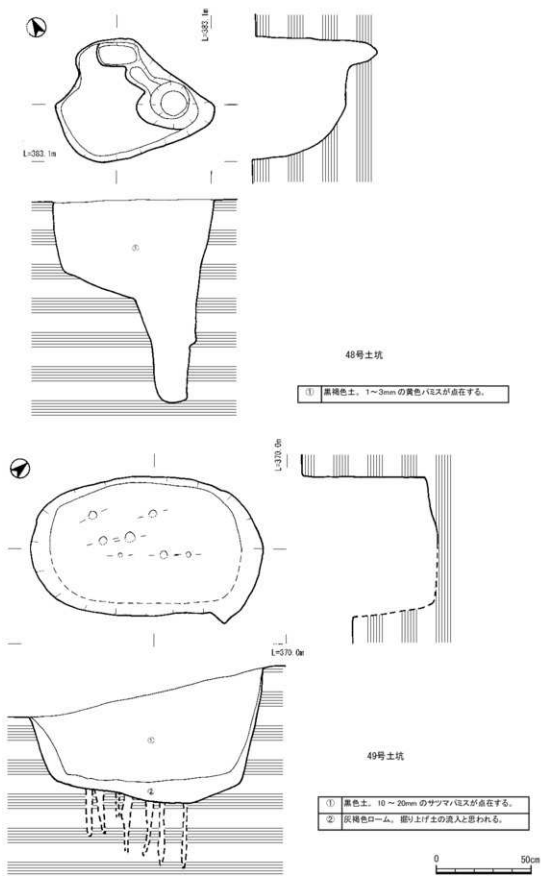 L=383.1m
L=383.1m
①
48号土坑
① 黒褐色土。1～3mmの黄色パミスが点在する。
L=370.6m
L=370.6m
①
②
49号土坑
① 黒色土。10～20mmのサツマパミスが点在する。
② 灰褐色ローム。掘り上げ土の流入と思われる。
0 50cm